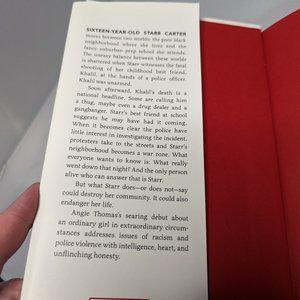 SIXTEEN-YEAR-OLD STARR CARTER
moves between two worlds: the poor black
neighborhood where she lives and the
fancy suburban prep school she attends.
The uneasy balance between these worlds
is shattered when Starr witnesses the fatal
shooting of her childhood best friend,
Khalil, at the hands of a police officer.
Khalil was unarmed.
Soon afterward, Khalil's death is a
national headline. Some are calling him
a thug, maybe even a drug dealer and a
gangbanger. Starr's best friend at school
suggests he may have had it coming.
When it becomes clear the police have
little interest in investigating the incident,
protesters take to the streets and Starr's
neighborhood becomes a war zone. What
everyone wants to know is: What really
went down that night? And the only person
alive who can answer that is Starr.
But what Starr does—or does not—say
could destroy her community. It could also
endanger her life.
Angie Thomas's searing debut about
an ordinary girl in extraordinary circum-
stances addresses issues of racism and
police violence with intelligence, heart, and
unflinching honesty.